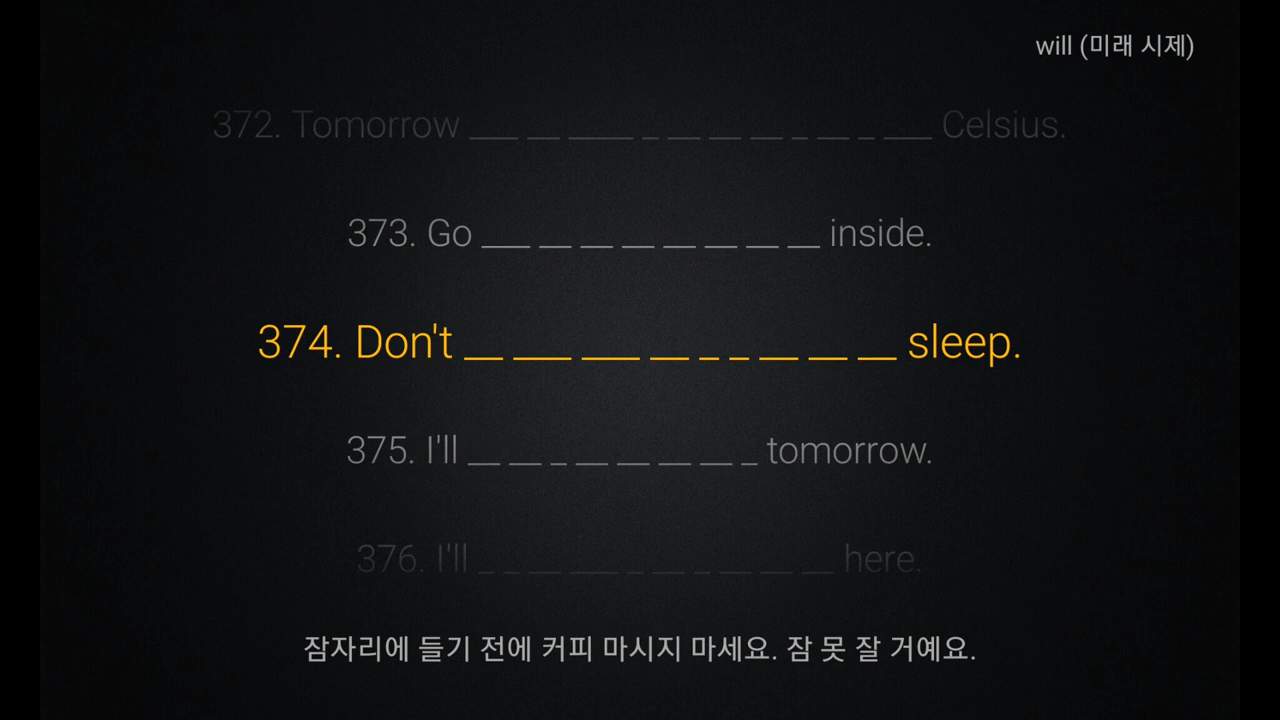 will (미래 시제)
372. Tomorrow ___ __ ____ _ __ __ __ _ __ _ ___ Celsius.
373. Go ___ __ __ __ __ __ __ __ inside.
374. Don't __ ___ ___ __ _ _ __ __ __ sleep.
375. I'll __ __ _ __ __ __ __ _ tomorrow.
376. I'll _ _ __ ___ _ __ _ __ __ __ here.
잠자리에 들기 전에 커피 마시지 마세요. 잠 못 잘 거예요.